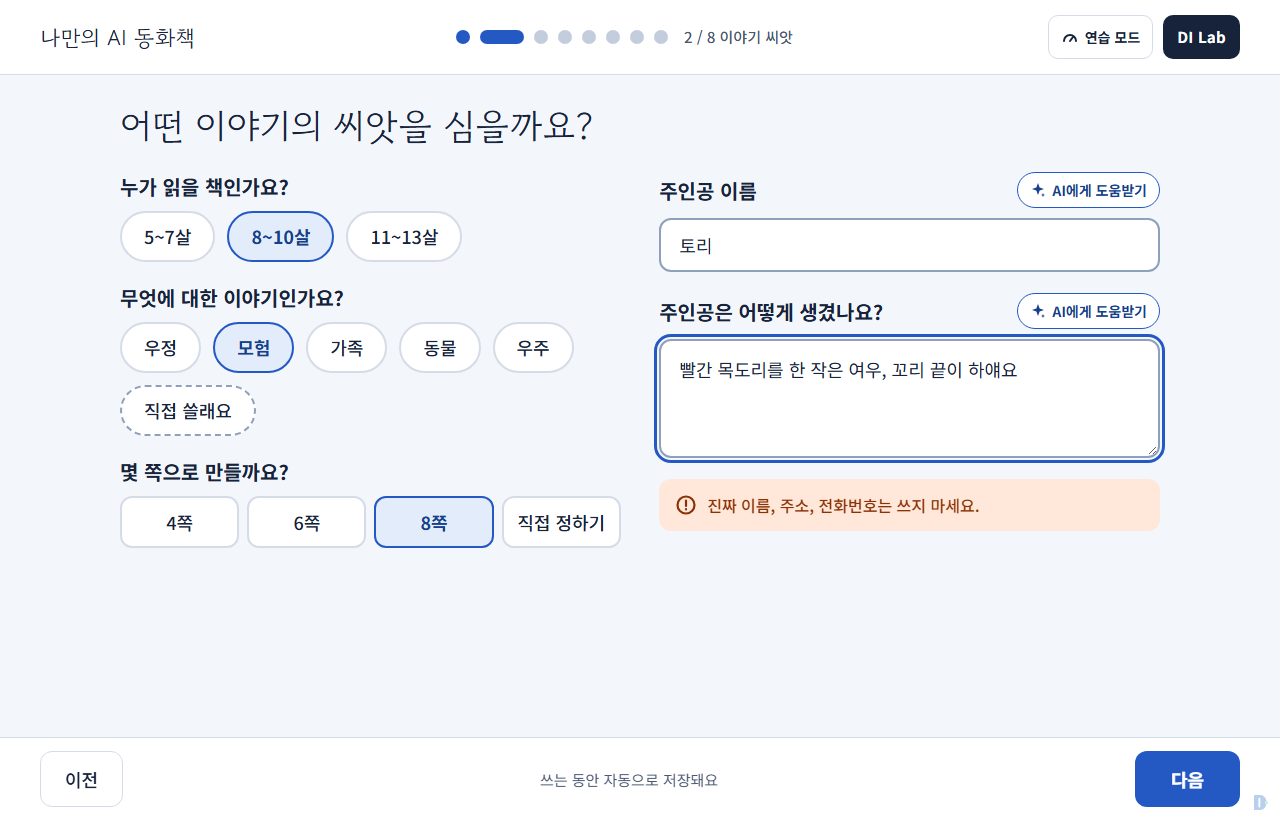 나만의 AI 동화책
2 / 8 이야기 씨앗
연습 모드
DI Lab
어떤 이야기의 씨앗을 심을까요?
누가 읽을 책인가요?
5~7살
8~10살
11~13살
무엇에 대한 이야기인가요?
우정
모험
가족
동물
우주
직접 쓸래요
몇 쪽으로 만들까요?
4쪽
6쪽
8쪽
직접 정하기
주인공 이름
AI에게 도움받기
토리
주인공은 어떻게 생겼나요?
AI에게 도움받기
빨간 목도리를 한 작은 여우, 꼬리 끝이 하얘요
진짜 이름, 주소, 전화번호는 쓰지 마세요.
이전
쓰는 동안 자동으로 저장돼요
다음